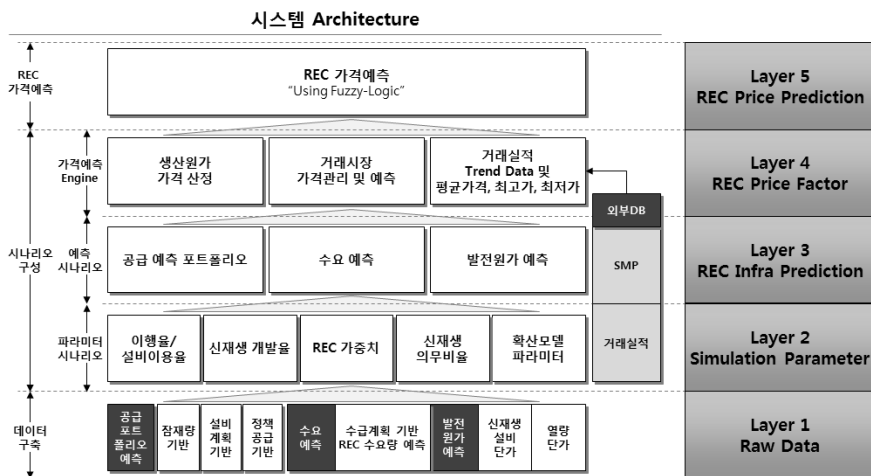 시스템 Architecture
REC
가격예측
REC 가격예측
"Using Fuzzy-Logic"
Layer 5
REC Price Prediction
시나리오
구성
가격예측
Engine
생산원가
가격 산정
거래시장
가격관리 및 예측
거래실적
Trend Data 및
평균가격, 최고가, 최저가
외부DB
Layer 4
REC Price Factor
예측
시나리오
공급 예측 포트폴리오
수요 예측
발전원가 예측
SMP
Layer 3
REC Infra Prediction
파라미터
시나리오
이행율/
설비이용율
신재생 개발율
REC 가중치
신재생
의무비율
확산모델
파라미터
거래실적
Layer 2
Simulation Parameter
데이터
구축
공급
포트
폴리오
예측
잠재량
기반
설비
계획
기반
정책
공급
기반
수요
예측
수급계획 기반
REC 수요량 예측
발전
원가예측
신재생
설비
단가
열량
단가
Layer 1
Raw Data